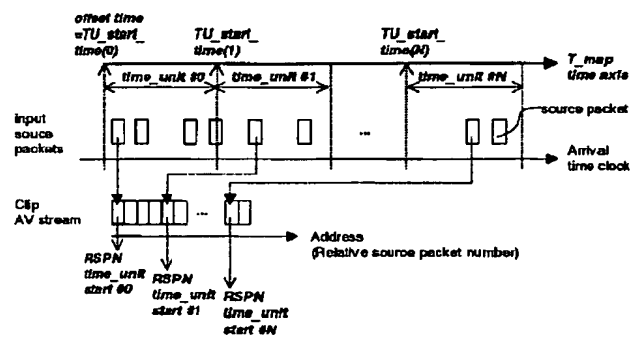 offset time
=TU_start_
time(0)
TU_start_
time(1)
TU_start_
time(N)
T_map
time axis
time_unit #0
time_unit #1
time_unit #N
source packet
Input
souce
packets
...
Arrival
time clock
Clip
AV stream
...
Address
(Relative source packet number)
RSPN
time_unit
start #0
RSPN
time_unit
start #1
RSPN
time_unit
start #N